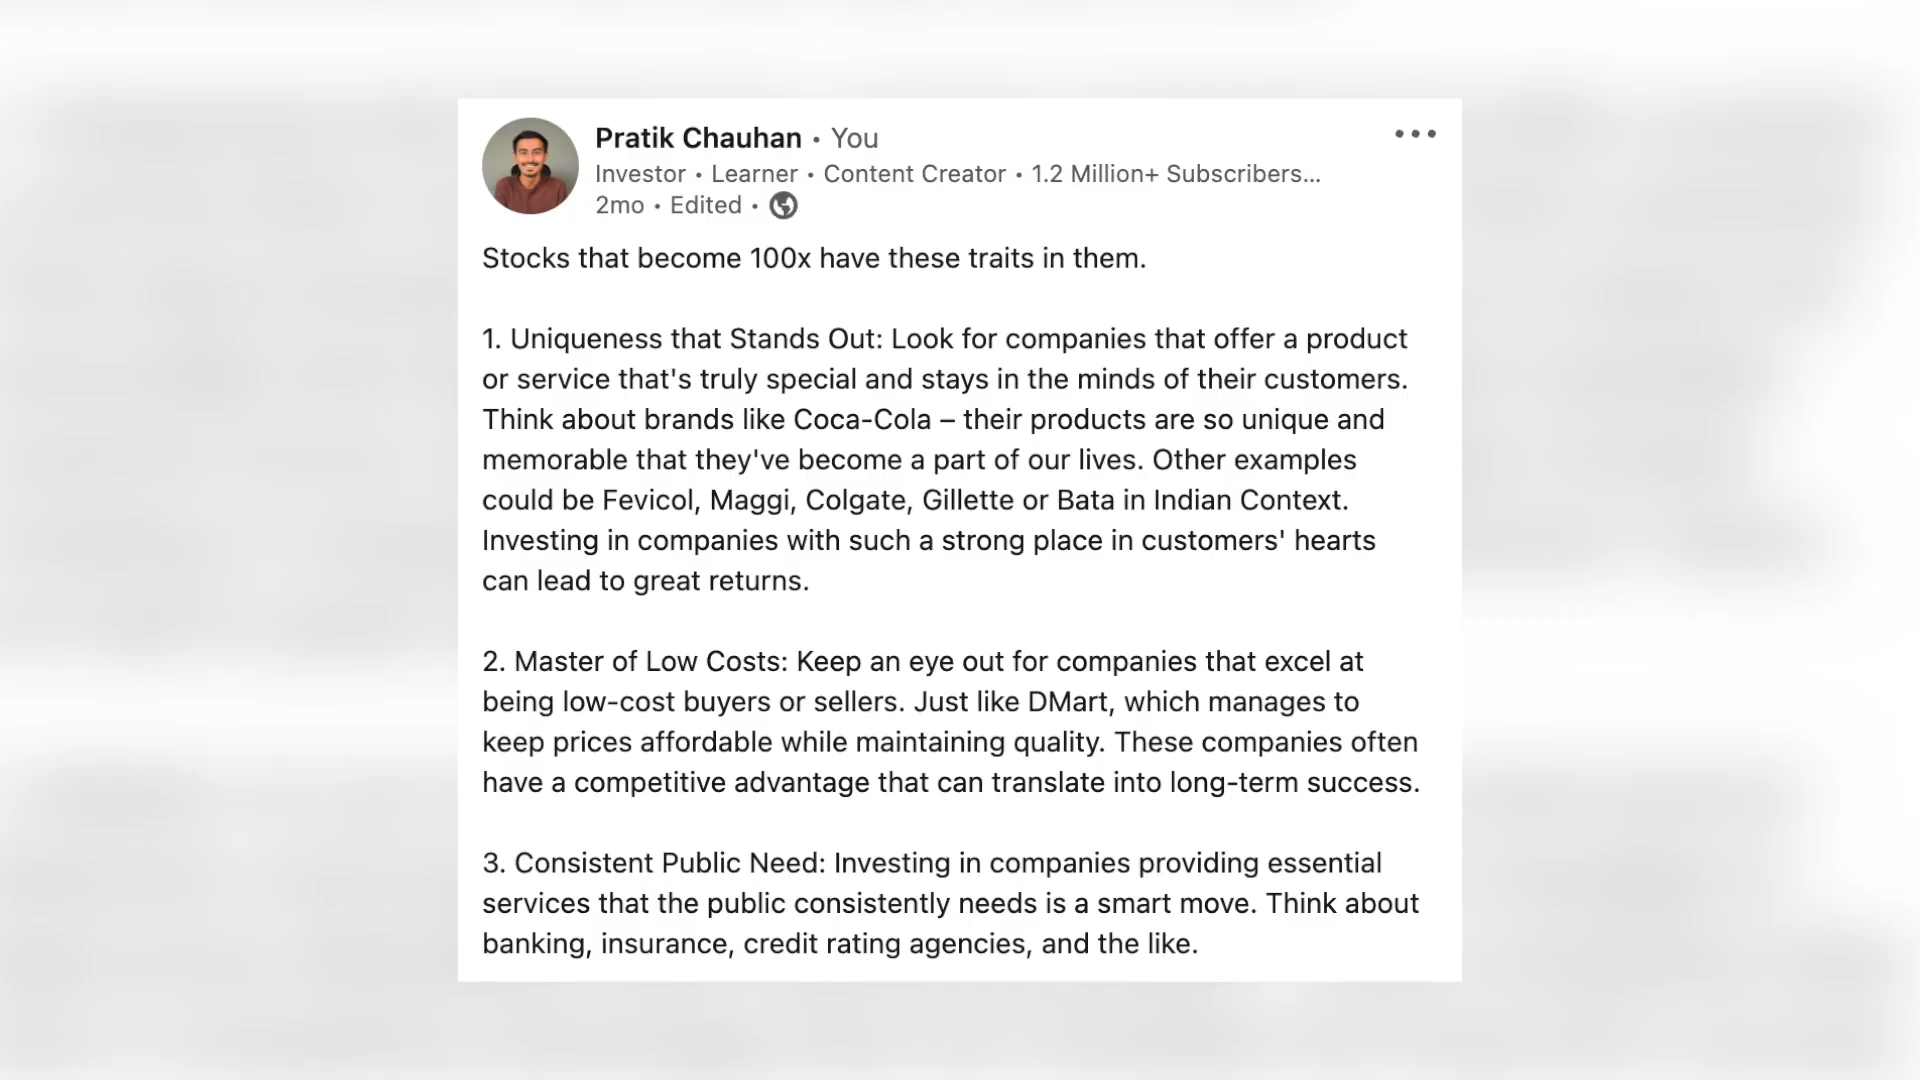 Pratik Chauhan • You
Investor • Learner • Content Creator • 1.2 Million+ Subscribers...
2mo • Edited •
Stocks that become 100x have these traits in them.
1. Uniqueness that Stands Out: Look for companies that offer a product
or service that's truly special and stays in the minds of their customers.
Think about brands like Coca-Cola – their products are so unique and
memorable that they've become a part of our lives. Other examples
could be Fevicol, Maggi, Colgate, Gillette or Bata in Indian Context.
Investing in companies with such a strong place in customers' hearts
can lead to great returns.
2. Master of Low Costs: Keep an eye out for companies that excel at
being low-cost buyers or sellers. Just like DMart, which manages to
keep prices affordable while maintaining quality. These companies often
have a competitive advantage that can translate into long-term success.
3. Consistent Public Need: Investing in companies providing essential
services that the public consistently needs is a smart move. Think about
banking, insurance, credit rating agencies, and the like.